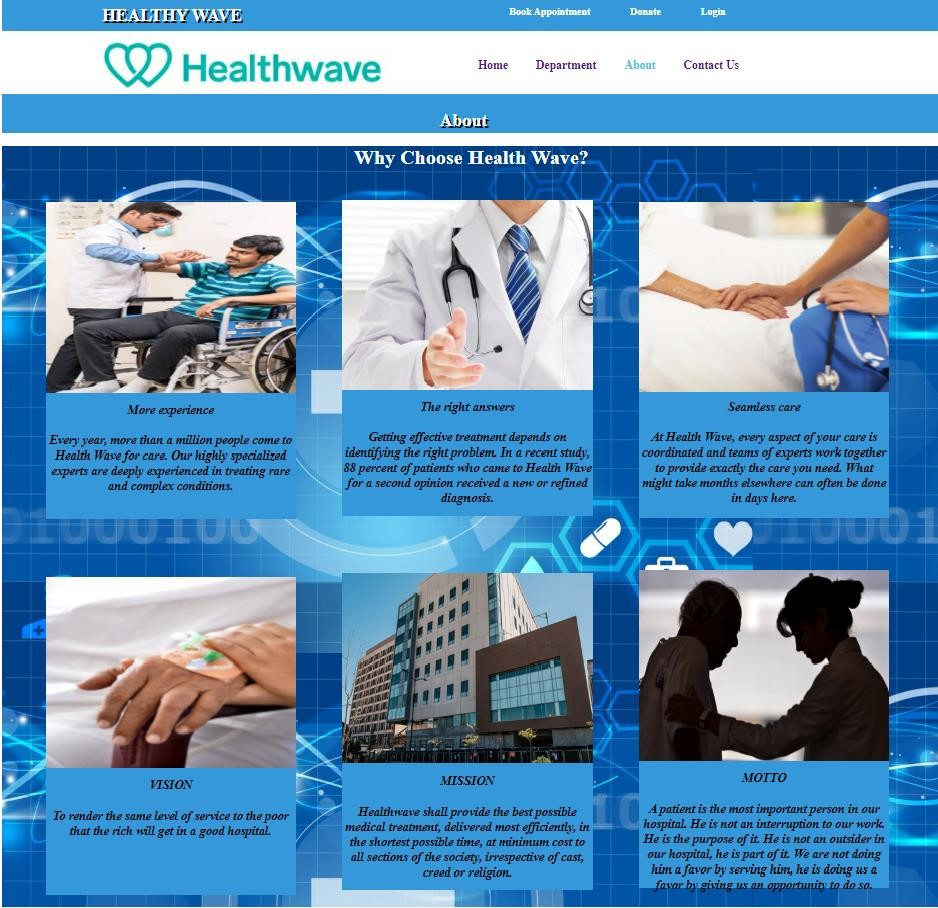 HEALTHY WAVE
Book Appointment
Donate
Login
Healthwave
Home
Department
About
Contact Us
About
Why Choose Health Wave?
More experience
Every year, more than a million people come to
Health Wave for care. Our highly specialized
experts are deeply experienced in treating rare
and complex conditions.
The right answers
Getting effective treatment depends on
identifying the right problem. In a recent study,
88 percent of patients who came to Health Wave
for a second opinion received a new or refined
diagnosis.
Seamless care
At Health Wave, every aspect of your care is
coordinated and teams of experts work together
to provide exactly the care you need. What
might take months elsewhere can often be done
in days here.
VISION
To render the same level of service to the poor
that the rich will get in a good hospital.
MISSION
Healthwave shall provide the best possible
medical treatment, delivered most efficiently, in
the shortest possible time, at minimum cost to
all sections of the society, irrespective of cast,
creed or religion.
MOTTO
A patient is the most important person in our
hospital. He is not an interruption to our work.
He is the purpose of it. He is not an outsider in
our hospital, he is part of it. We are not doing
him a favor by serving him, he is doing us a
favor by giving us an opportunity to do so.